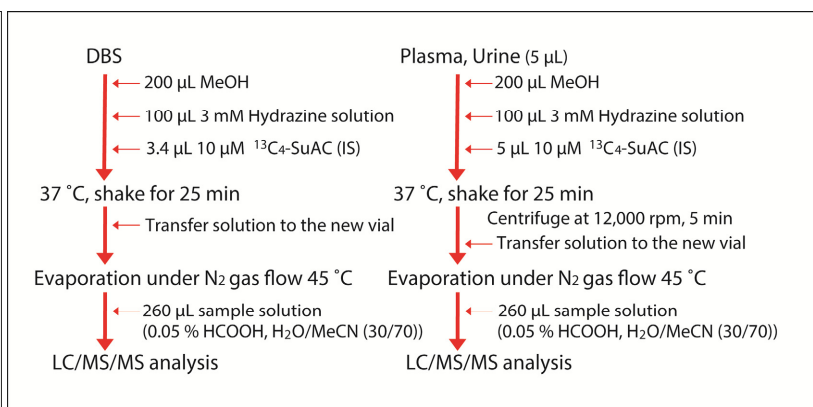 DBS
200 µL MeOH
100 µL 3 mM Hydrazine solution
3.4 µL 10 µM ¹³C₄-SuAC (IS)
37 ˚C, shake for 25 min
Transfer solution to the new vial
Evaporation under N₂ gas flow 45 ˚C
260 µL sample solution
(0.05 % HCOOH, H₂O/MeCN (30/70))
LC/MS/MS analysis
Plasma, Urine (5 µL)
200 µL MeOH
100 µL 3 mM Hydrazine solution
5 µL 10 µM ¹³C₄-SuAC (IS)
37 ˚C, shake for 25 min
Centrifuge at 12,000 rpm, 5 min
Transfer solution to the new vial
Evaporation under N₂ gas flow 45 ˚C
260 µL sample solution
(0.05 % HCOOH, H₂O/MeCN (30/70))
LC/MS/MS analysis